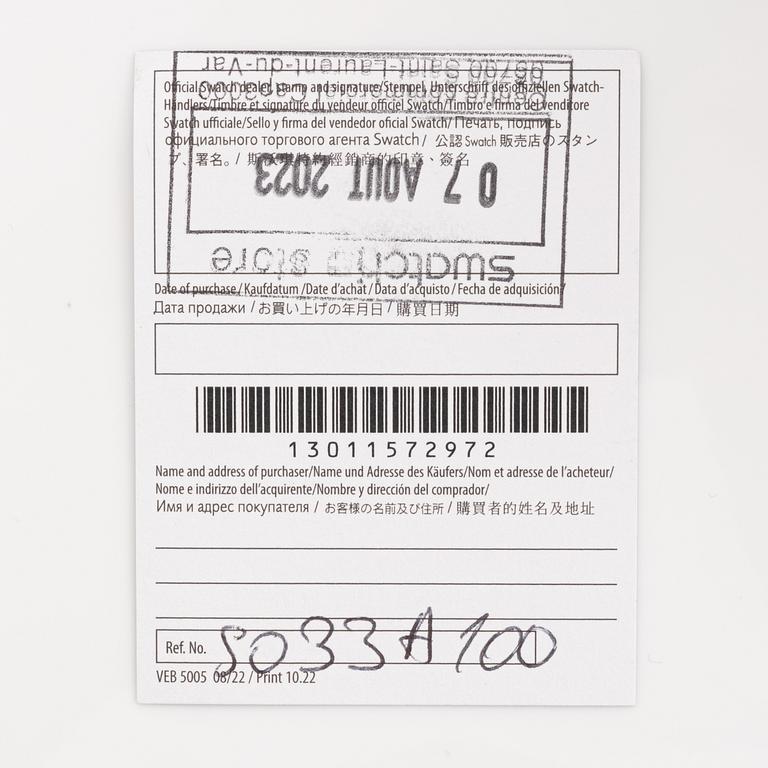 Official Swatch dealer, stamp and signature/Stempel, Unterschrift des offiziellen Swatch-
Händlers/Timbre et signature du vendeur officiel Swatch/Timbro e firma del venditore
Swatch ufficiale/Sello y firma del vendedor oficial Swatch/Печать, подпись
официального торгового агента Swatch/ 公認 Swatch 販売店のスタン
プ、署名。/ 斯沃琪特約經銷商的印章、簽名
swatch store
07 AOUT 2023
Centre Commercial Cap3000
06700 Saint-Laurent-du-Var
Date of purchase/Kaufdatum/Date d'achat/Data d'acquisto/Fecha de adquisición/
Дата продажи / お買い上げの年月日 / 購買日期
13011572972
Name and address of purchaser/Name und Adresse des Käufers/Nom et adresse de l'acheteur/
Nome e indirizzo dell'acquirente/Nombre y dirección del comprador/
Имя и адрес покупателя / お客様の名前及び住所 / 購買者的姓名及地址
Ref. No. SO33A100
VEB 5005 08/22 / Print 10.22